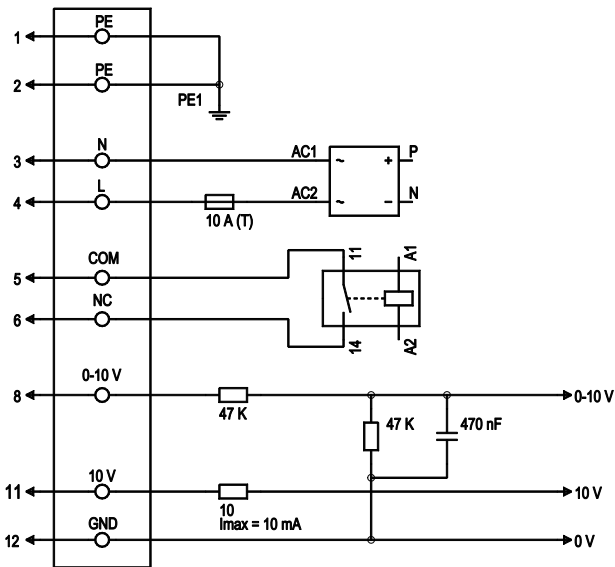 PE
1
PE
2
PE1
N
3
AC1
~
+
P
L
4
10 A (T)
AC2
~
–
N
COM
5
11
A1
NC
6
14
A2
0-10 V
8
47 K
47 K
470 nF
0-10 V
10 V
11
10
Imax = 10 mA
10 V
GND
12
0 V